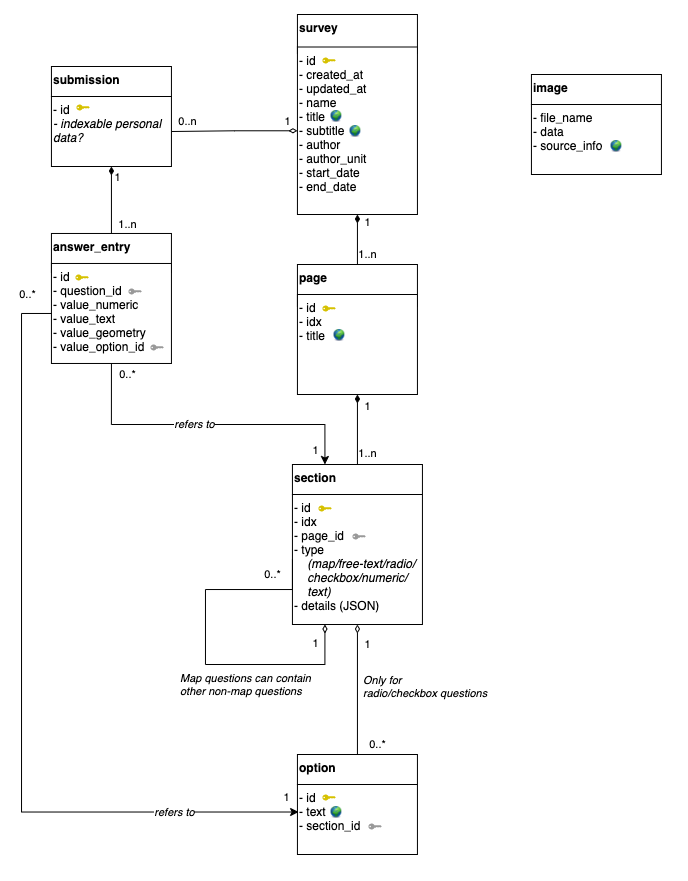 survey
- id
- created_at
- updated_at
- name
- title
- subtitle
- author
- author_unit
- start_date
- end_date
submission
- id
- indexable personal
data?
0..n
1
image
- file_name
- data
- source_info
1
1..n
answer_entry
- id
- question_id
- value_numeric
- value_text
- value_geometry
- value_option_id
0..*
0..*
1
1..n
page
- id
- idx
- title
1
1..n
refers to
1
section
- id
- idx
- page_id
- type
(map/free-text/radio/
checkbox/numeric/
text)
- details (JSON)
0..*
1
1
Map questions can contain
other non-map questions
Only for
radio/checkbox questions
0..*
option
- id
- text
- section_id
1
refers to